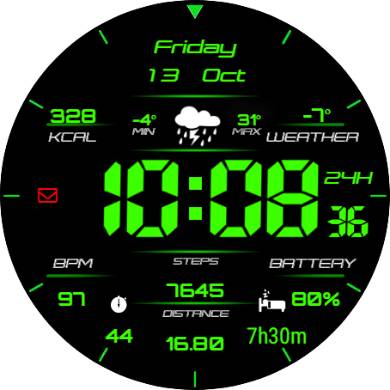 Friday
13 Oct
328
KCAL
-4°
MIN
31°
MAX
-7°
WEATHER
10:08
24H
36
BPM
97
STEPS
7645
DISTANCE
16.80
BATTERY
80%
44
7h30m